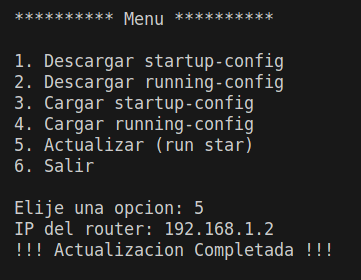 ********** Menu **********
1. Descargar startup-config
2. Descargar running-config
3. Cargar startup-config
4. Cargar running-config
5. Actualizar (run star)
6. Salir
Elije una opcion: 5
IP del router: 192.168.1.2
!!! Actualizacion Completada !!!